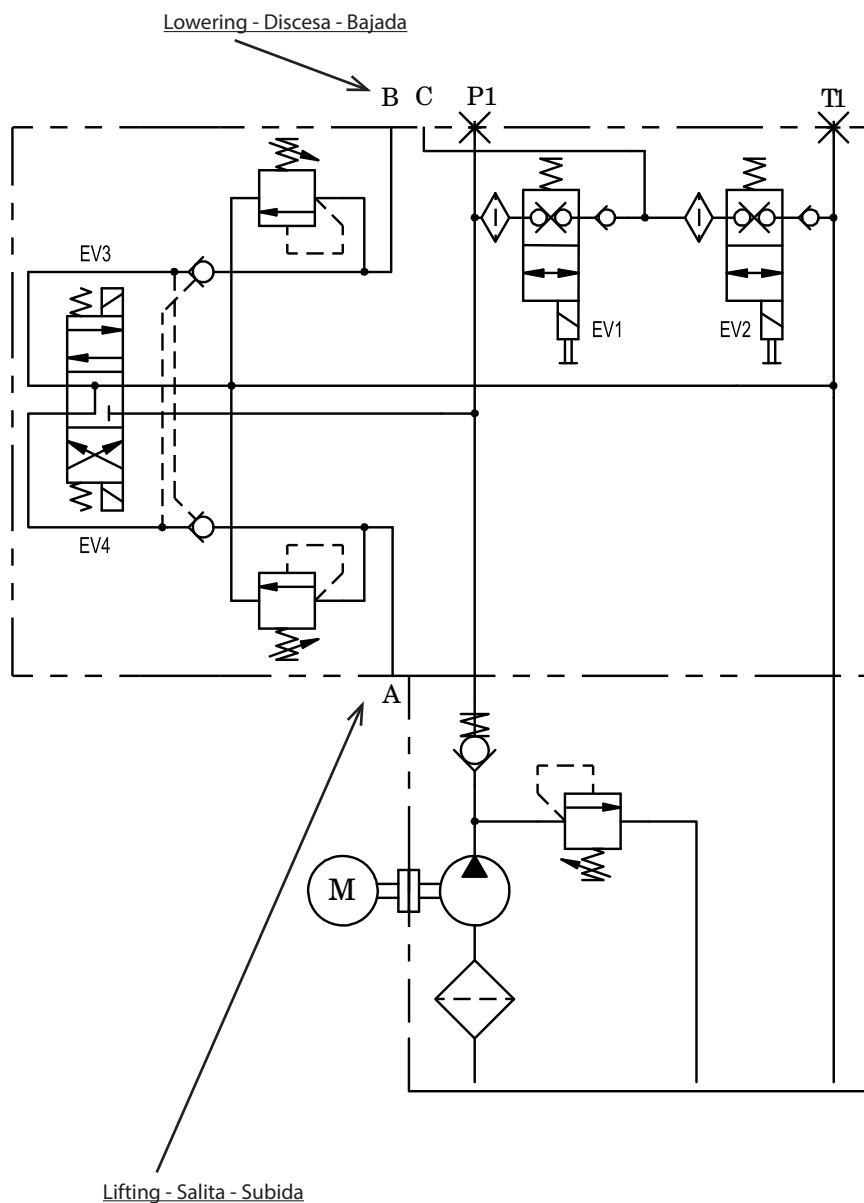 Lowering - Discesa - Bajada
B C P1 T1
EV3
EV1 EV2
EV4
A
M
Lifting - Salita - Subida